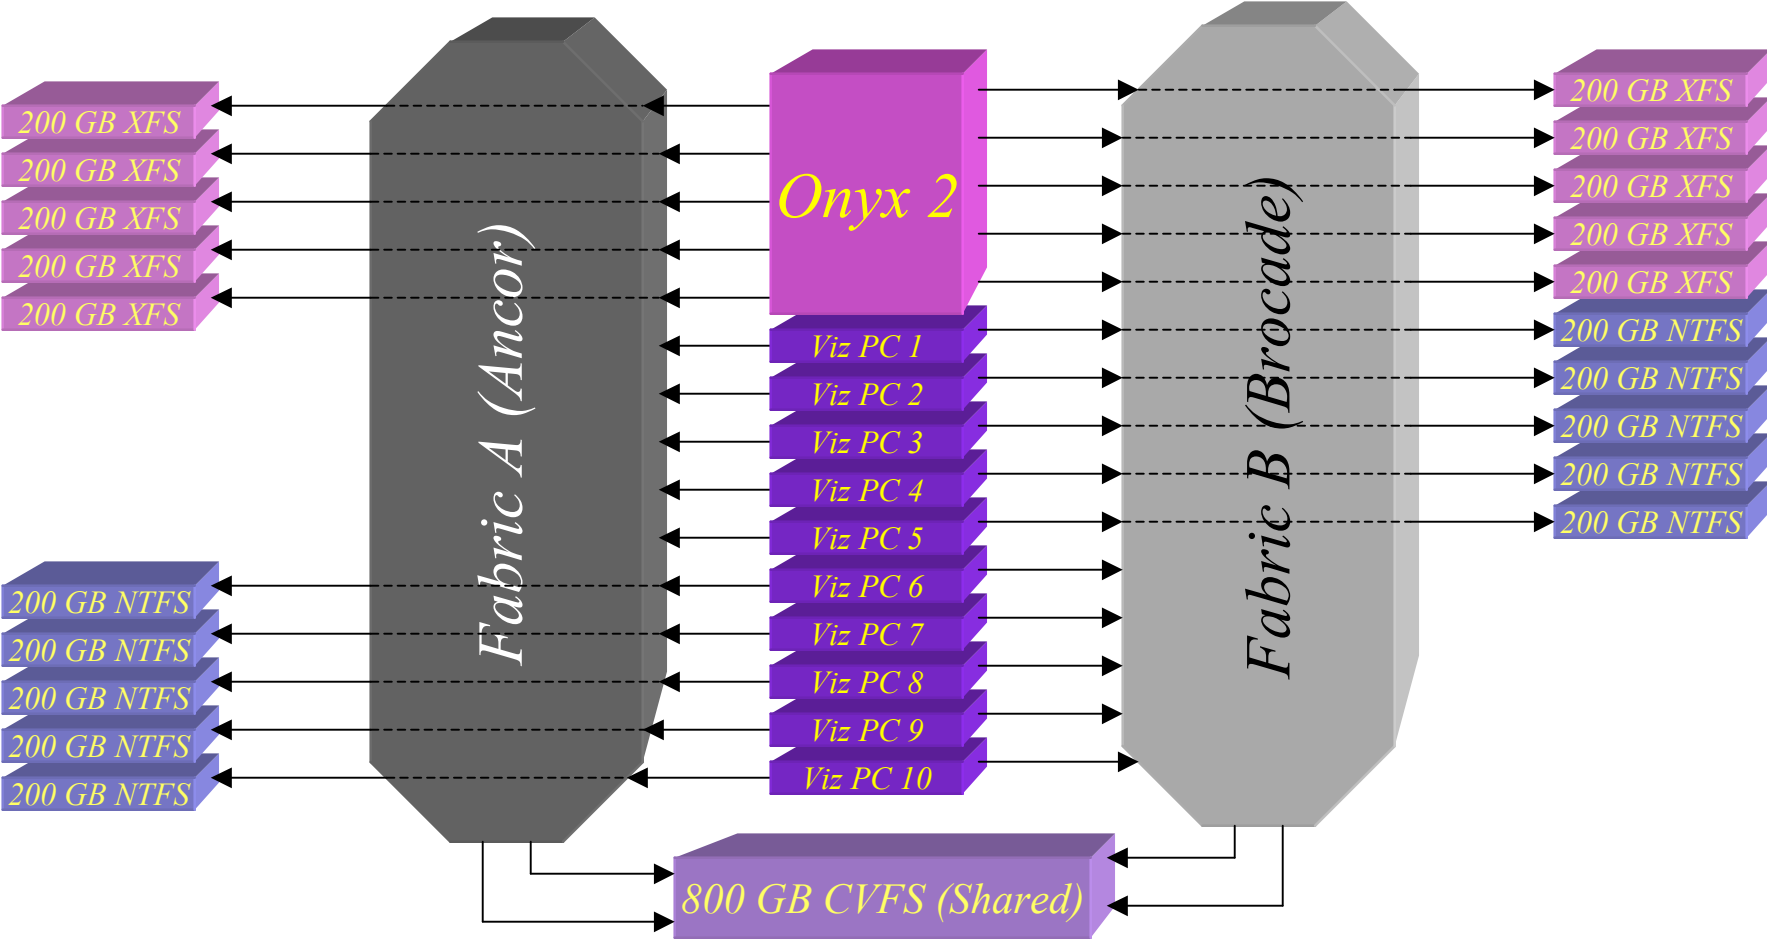 200 GB XFS
200 GB XFS
200 GB XFS
200 GB XFS
200 GB XFS
200 GB NTFS
200 GB NTFS
200 GB NTFS
200 GB NTFS
200 GB NTFS
Fabric A (Ancor)
Onyx 2
Viz PC 1
Viz PC 2
Viz PC 3
Viz PC 4
Viz PC 5
Viz PC 6
Viz PC 7
Viz PC 8
Viz PC 9
Viz PC 10
Fabric B (Brocade)
200 GB XFS
200 GB XFS
200 GB XFS
200 GB XFS
200 GB XFS
200 GB NTFS
200 GB NTFS
200 GB NTFS
200 GB NTFS
200 GB NTFS
800 GB CVFS (Shared)